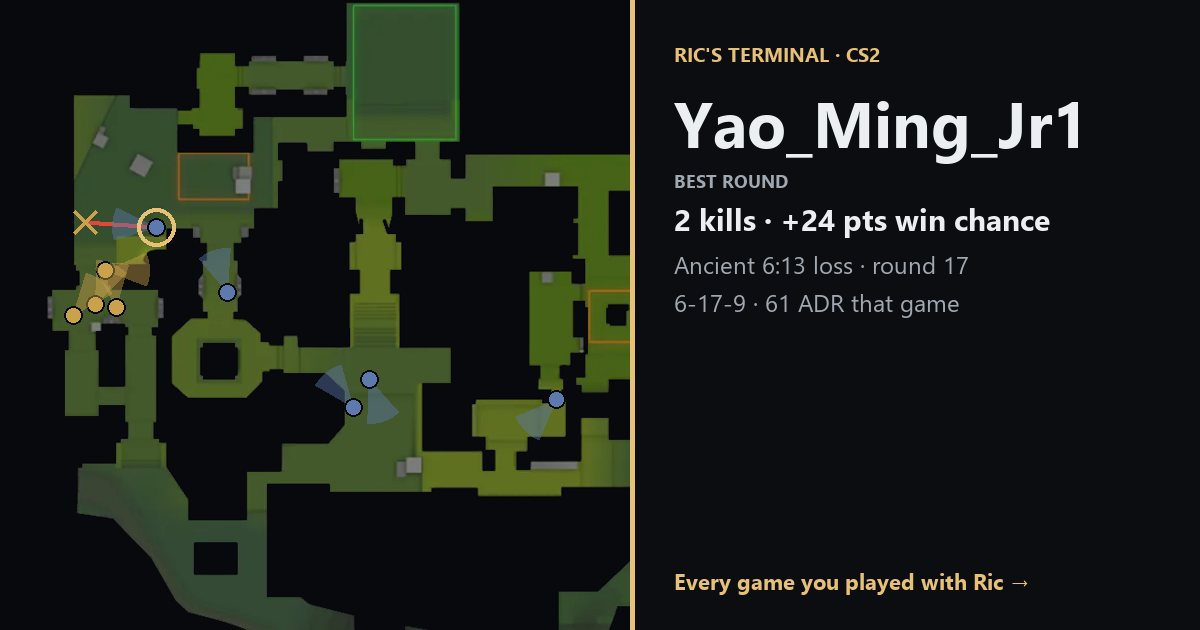 RIC'S TERMINAL · CS2
Yao_Ming_Jr1
BEST ROUND
2 kills · +24 pts win chance
Ancient 6:13 loss · round 17
6-17-9 · 61 ADR that game
Every game you played with Ric →